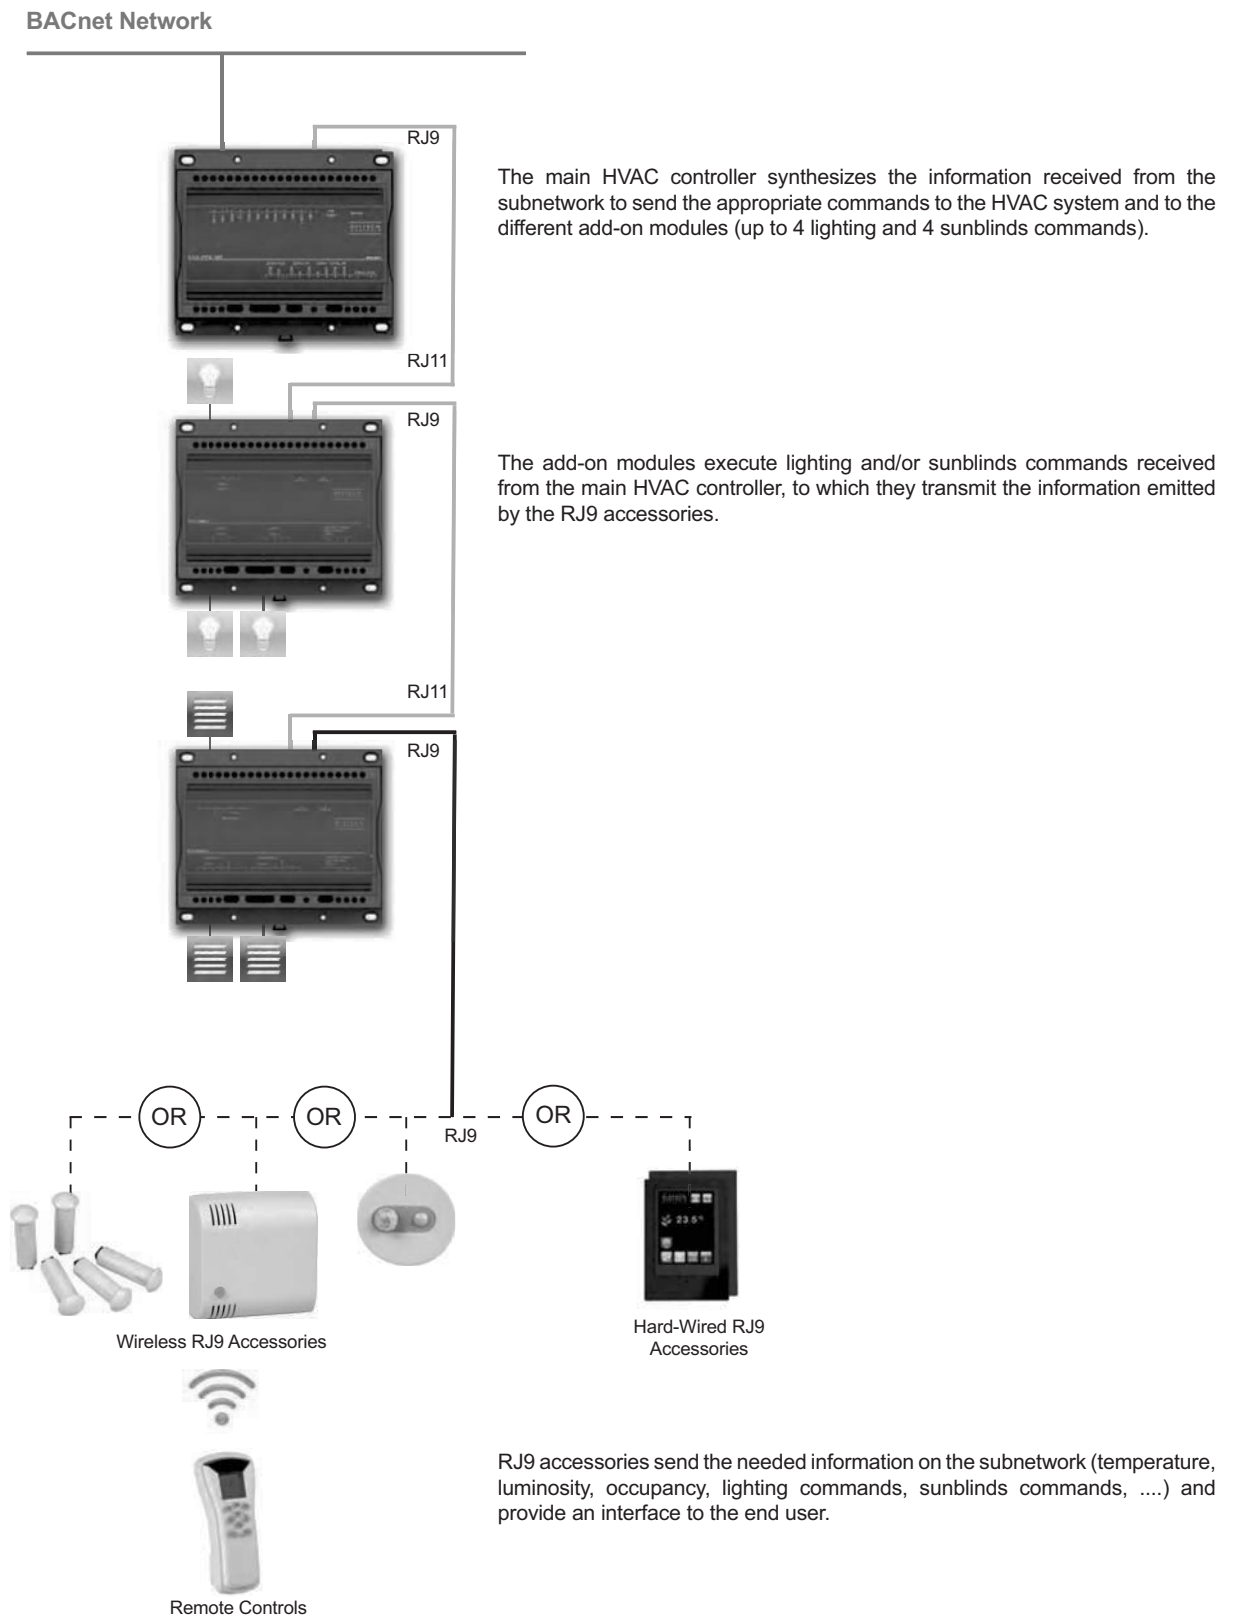 BACnet Network
RJ9
The main HVAC controller synthesizes the information received from the
subnetwork to send the appropriate commands to the HVAC system and to the
different add-on modules (up to 4 lighting and 4 sunblinds commands).
RJ11
RJ9
The add-on modules execute lighting and/or sunblinds commands received
from the main HVAC controller, to which they transmit the information emitted
by the RJ9 accessories.
RJ11
RJ9
OR
OR
OR
RJ9
23.5°
Wireless RJ9 Accessories
Hard-Wired RJ9
Accessories
RJ9 accessories send the needed information on the subnetwork (temperature,
luminosity, occupancy, lighting commands, sunblinds commands, ....) and
provide an interface to the end user.
Remote Controls